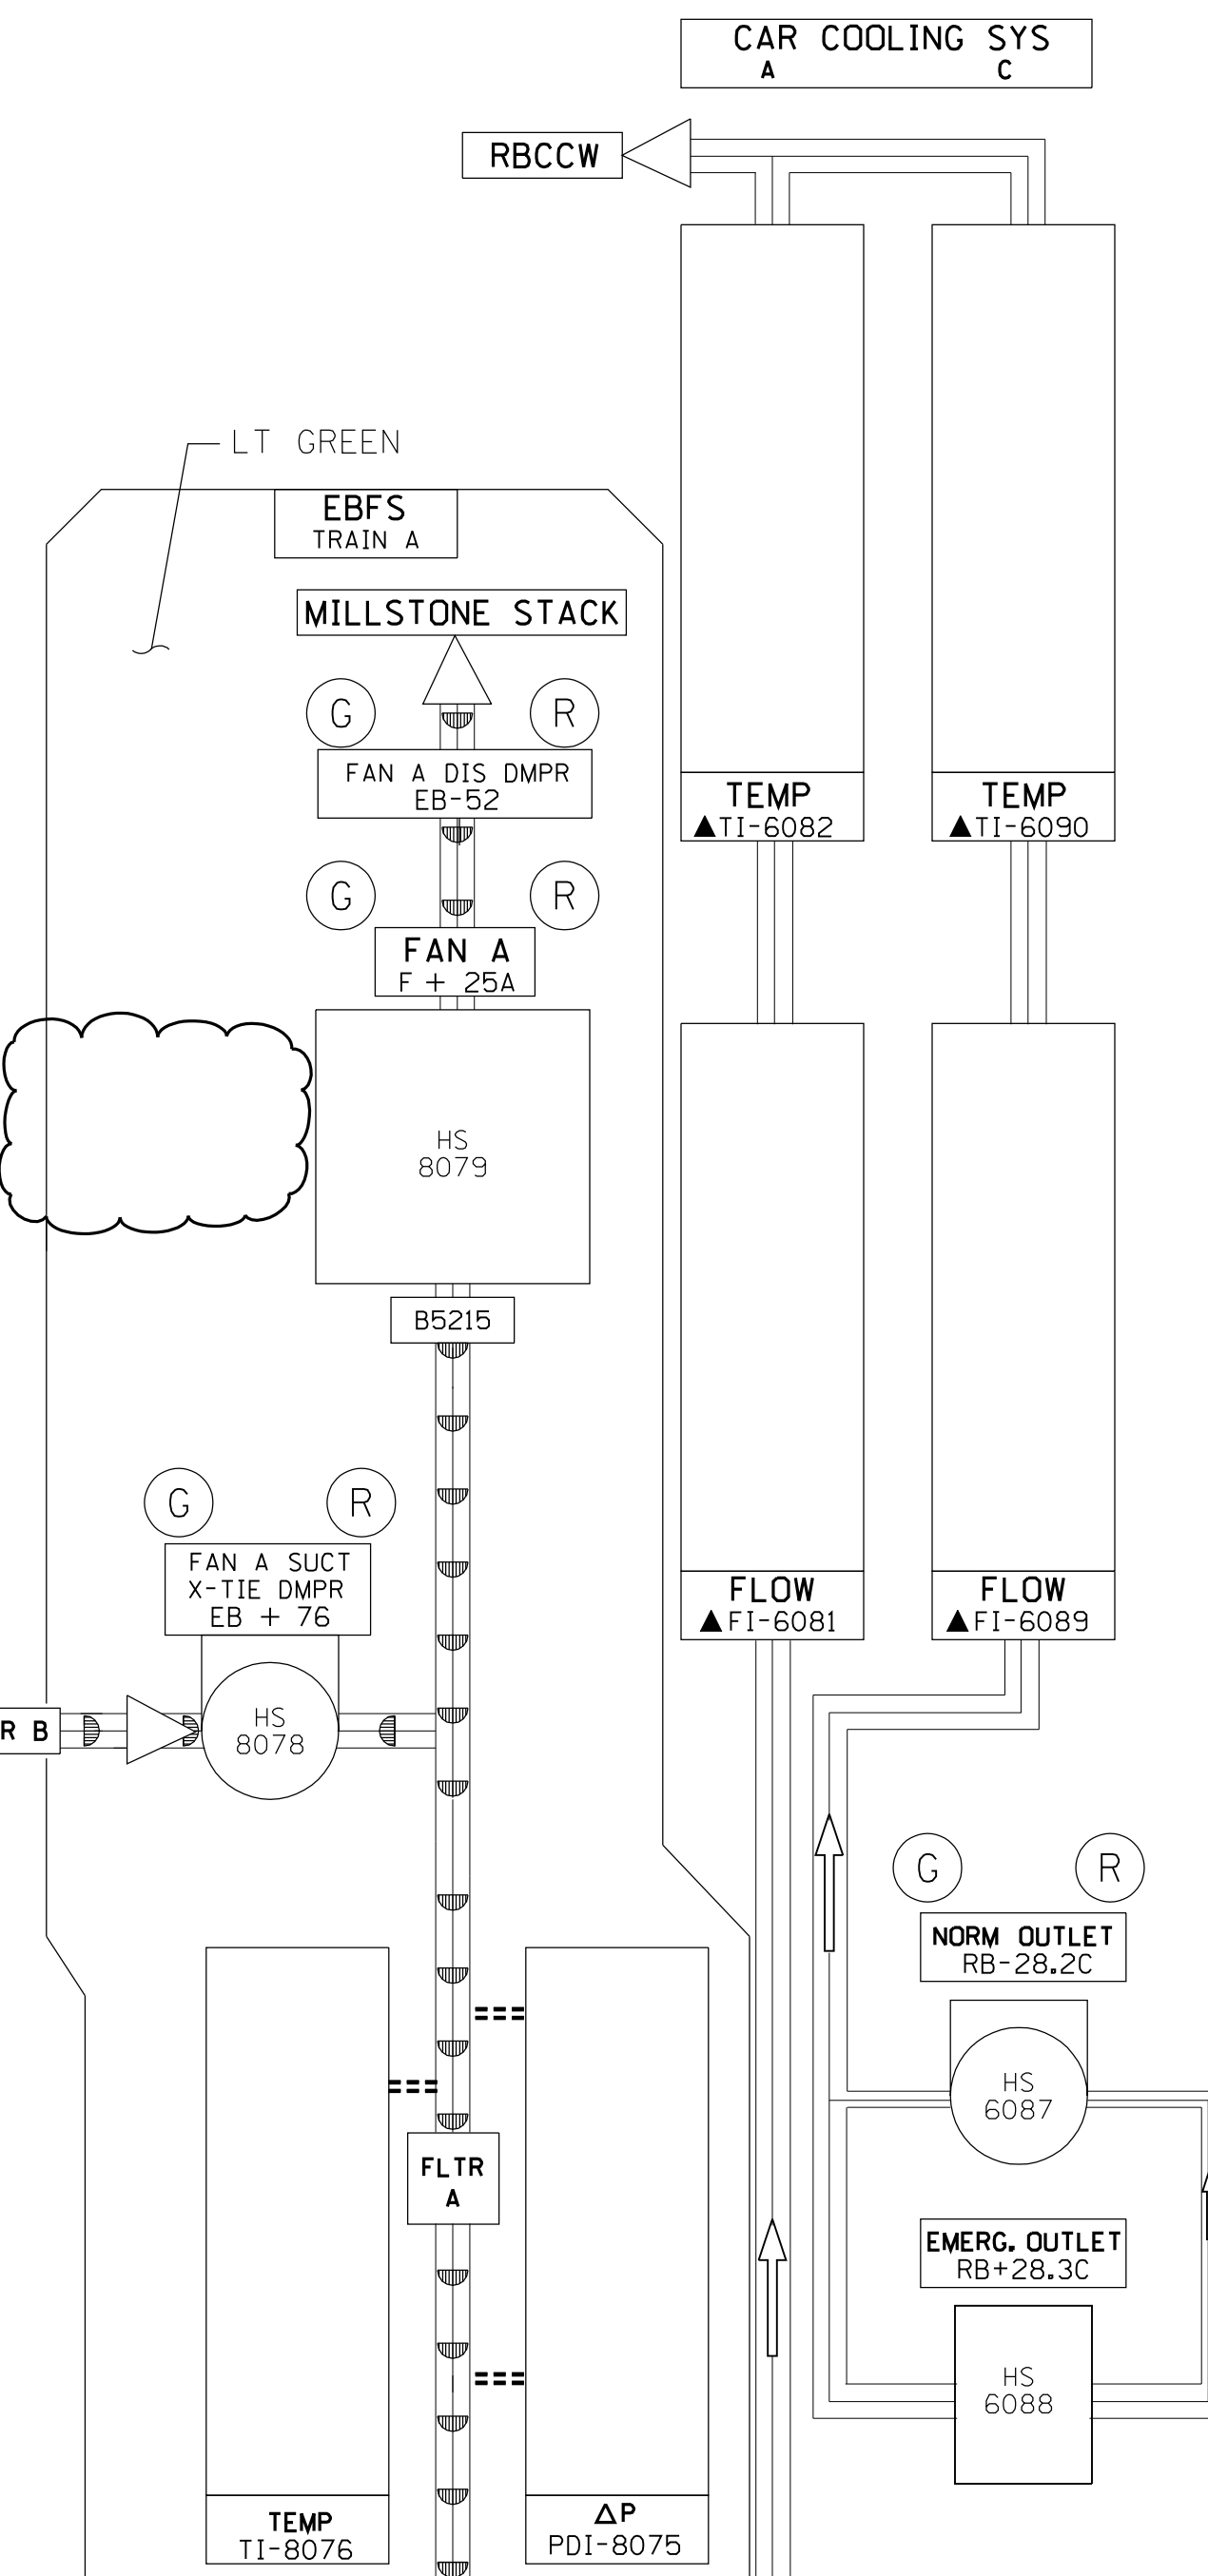 CAR COOLING SYS
A C
RBCCW
LT GREEN
EBFS
TRAIN A
MILLSTONE STACK
G R
FAN A DIS DMPR
EB-52
TEMP
▲TI-6082
TEMP
▲TI-6090
G R
FAN A
F + 25A
HS
8079
B5215
G R
FAN A SUCT
X-TIE DMPR
EB + 76
FLOW
▲FI-6081
FLOW
▲FI-6089
R B
HS
8078
G R
NORM OUTLET
RB-28.2C
HS
6087
FLTR
A
EMERG. OUTLET
RB+28.3C
HS
6088
TEMP
TI-8076
ΔP
PDI-8075